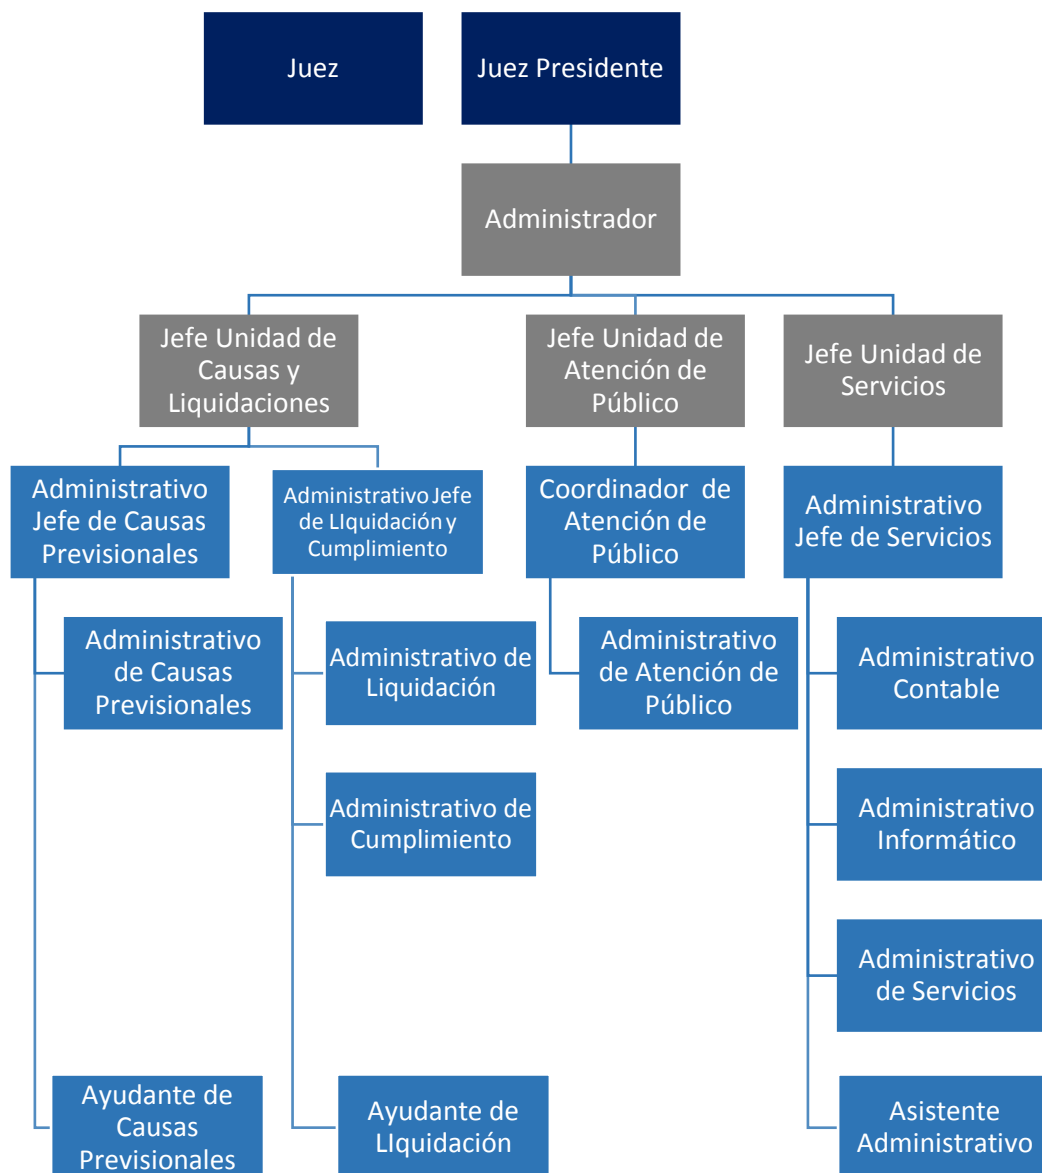 Juez
Juez Presidente
Administrador
Jefe Unidad de
Causas y
Liquidaciones
Jefe Unidad de
Atención de
Público
Jefe Unidad de
Servicios
Administrativo
Jefe de Causas
Previsionales
Administrativo Jefe
de LIquidación y
Cumplimiento
Coordinador de
Atención de
Público
Administrativo
Jefe de Servicios
Administrativo
de Causas
Previsionales
Administrativo de
Liquidación
Administrativo
de Atención de
Público
Administrativo
Contable
Administrativo de
Cumplimiento
Administrativo
Informático
Administrativo
de Servicios
Ayudante de
Causas
Previsionales
Ayudante de
LIquidación
Asistente
Administrativo